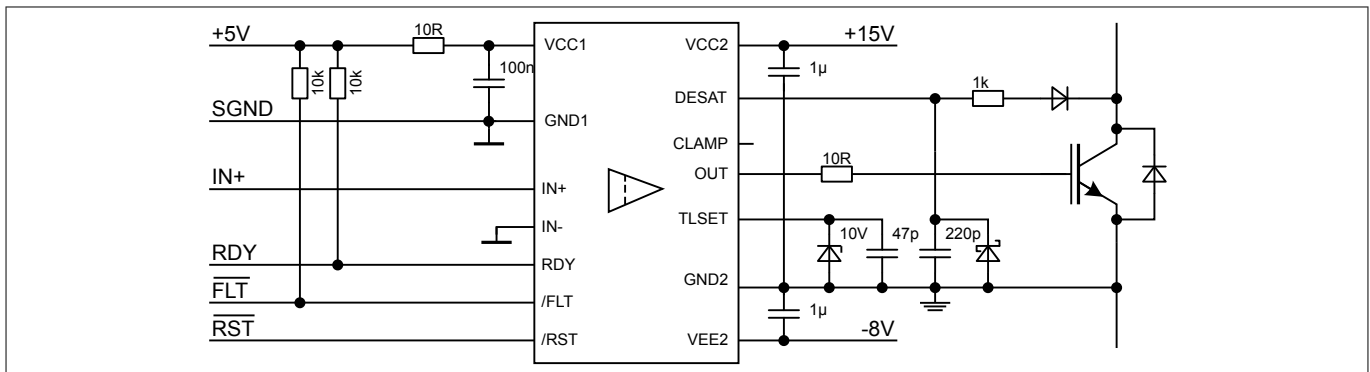 +5V
10R
VCC1
VCC2
+15V
10k
10k
100n
1µ
DESAT
1k
SGND
GND1
CLAMP
OUT
10R
IN+
IN+
TLSET
IN-
10V
47p
220p
RDY
RDY
GND2
FLT
/FLT
1µ
RST
/RST
VEE2
-8V